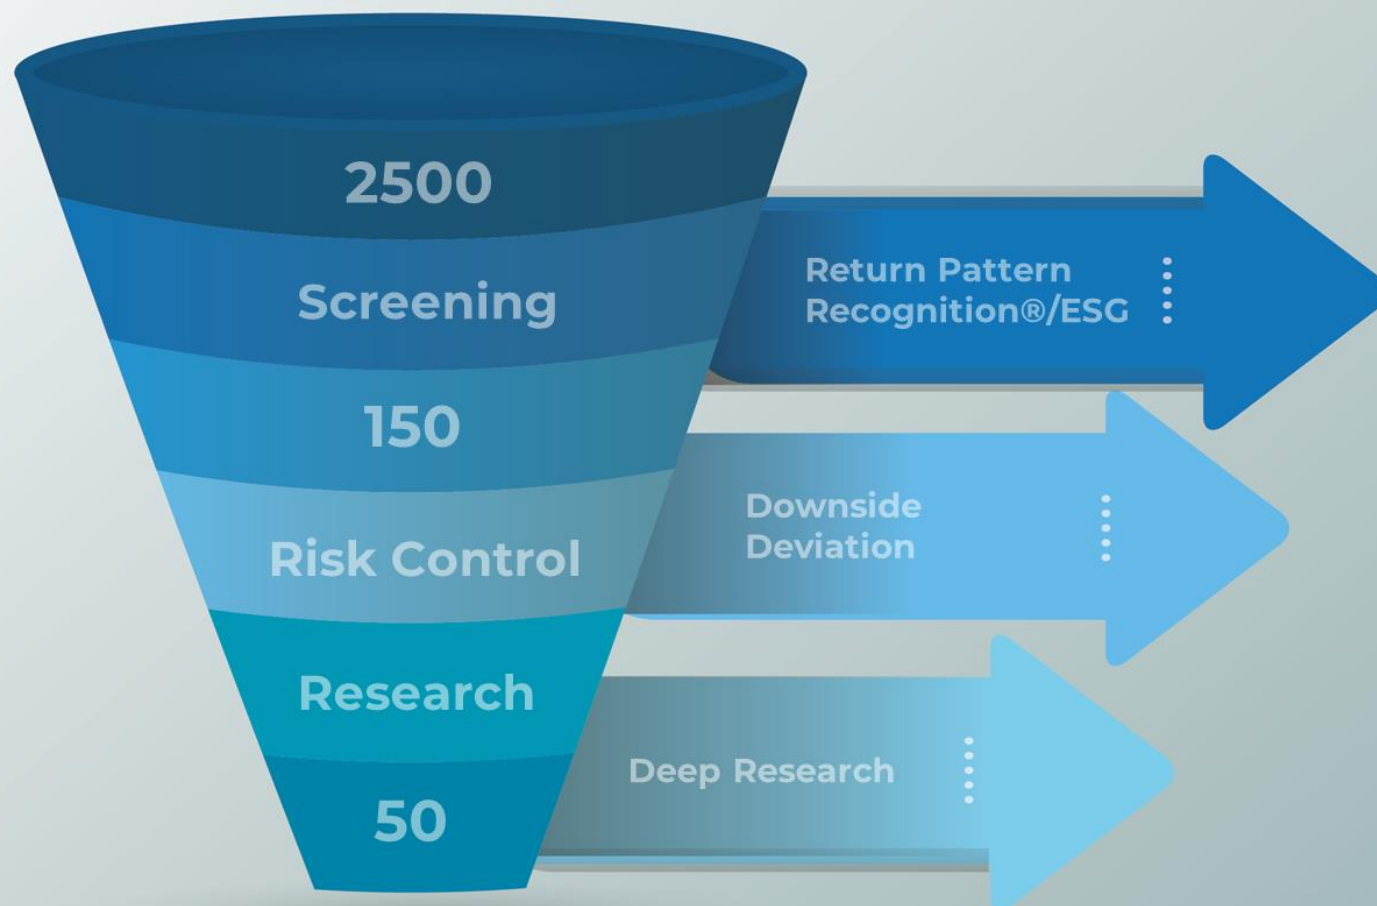 2500
Screening
Return Pattern
Recognition®/ESG
150
Risk Control
Downside
Deviation
Research
Deep Research
50